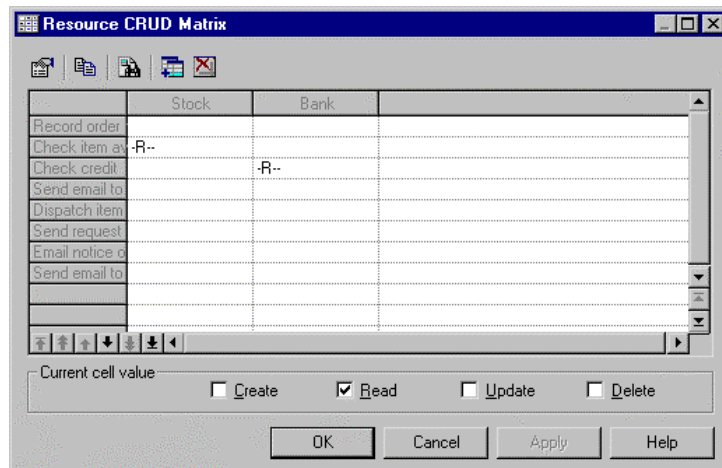 Resource CRUD Matrix
Stock Bank
Record order
Check item av -R--
Check credit -R--
Send email to
Dispatch item
Send request
Email notice o
Send email to
Current cell value
Create Read Update Delete
OK Cancel Apply Help